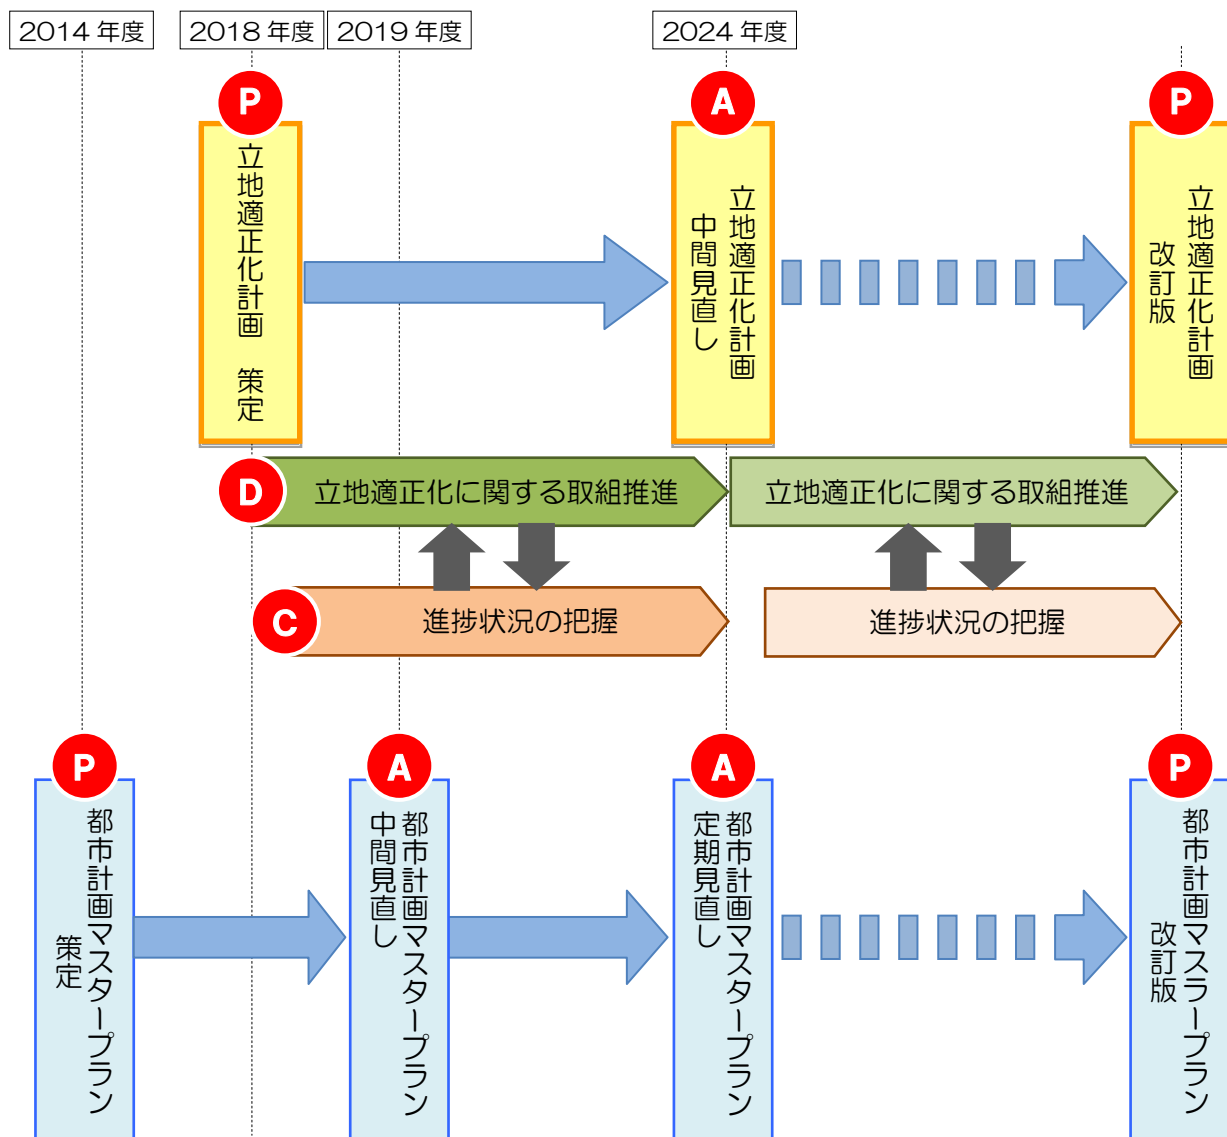 2014 年度
2018 年度
2019 年度
2024 年度
P
A
P
立地適正化計画　策定
立地適正化計画
中間見直し
立地適正化計画
改訂版
D
立地適正化に関する取組推進
立地適正化に関する取組推進
C
進捗状況の把握
進捗状況の把握
P
A
A
P
都市計画マスタープラン
策定
都市計画マスタープラン
中間見直し
都市計画マスタープラン
定期見直し
都市計画マスラープラン
改訂版